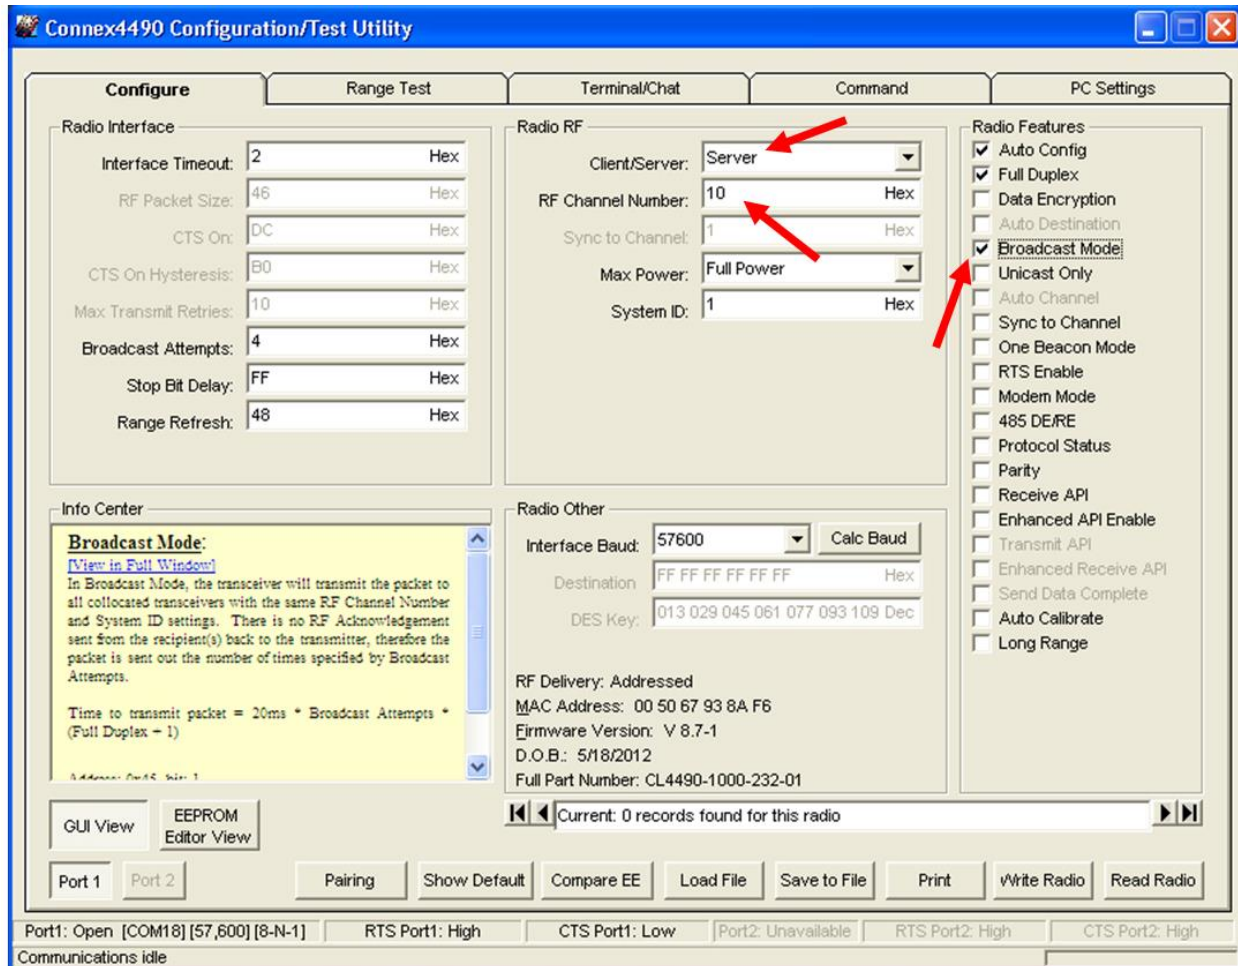 Connex4490 Configuration/Test Utility
Configure
Range Test
Terminal/Chat
Command
PC Settings
Radio Interface
Interface Timeout: 2 Hex
RF Packet Size: 46 Hex
CTS On: DC Hex
CTS On Hysteresis: B0 Hex
Max Transmit Retries: 10 Hex
Broadcast Attempts: 4 Hex
Stop Bit Delay: FF Hex
Range Refresh: 48 Hex
Radio RF
Client/Server: Server
RF Channel Number: 10 Hex
Sync to Channel: 1 Hex
Max Power: Full Power
System ID: 1 Hex
Radio Features
Auto Config
Full Duplex
Data Encryption
Auto Destination
Broadcast Mode
Unicast Only
Auto Channel
Sync to Channel
One Beacon Mode
RTS Enable
Modem Mode
485 DE/RE
Protocol Status
Parity
Receive API
Enhanced API Enable
Transmit API
Enhanced Receive API
Send Data Complete
Auto Calibrate
Long Range
Info Center
Broadcast Mode:
[View in Full Window]
In Broadcast Mode, the transceiver will transmit the packet to
all collocated transceivers with the same RF Channel Number
and System ID settings. There is no RF Acknowledgement
sent from the recipient(s) back to the transmitter, therefore the
packet is sent out the number of times specified by Broadcast
Attempts.
Time to transmit packet = 20ms * Broadcast Attempts *
(Full Duplex + 1)
Address: 0x45, bit: 1
Radio Other
Interface Baud: 57600 Calc Baud
Destination FF FF FF FF FF FF Hex
DES Key: 013 029 045 061 077 093 109 Dec
RF Delivery: Addressed
MAC Address: 00 50 67 93 8A F6
Firmware Version: V 8.7-1
D.O.B.: 5/18/2012
Full Part Number: CL4490-1000-232-01
Current: 0 records found for this radio
GUI View
EEPROM
Editor View
Port 1
Port 2
Pairing
Show Default
Compare EE
Load File
Save to File
Print
Write Radio
Read Radio
Port1: Open [COM18] [57,600] [8-N-1]
RTS Port1: High
CTS Port1: Low
Port2: Unavailable
RTS Port2: High
CTS Port2: High
Communications idle